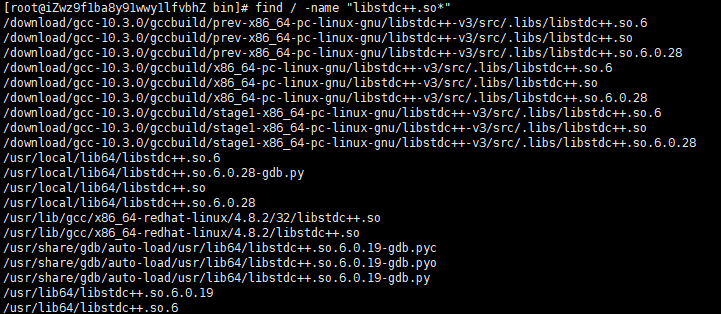 [root@iZwz9f1ba8y91wwy1lfvbhZ bin]# find / -name "libstdc++.so*"
/download/gcc-10.3.0/gccbuild/prev-x86_64-pc-linux-gnu/libstdc++-v3/src/.libs/libstdc++.so.6
/download/gcc-10.3.0/gccbuild/prev-x86_64-pc-linux-gnu/libstdc++-v3/src/.libs/libstdc++.so
/download/gcc-10.3.0/gccbuild/prev-x86_64-pc-linux-gnu/libstdc++-v3/src/.libs/libstdc++.so.6.0.28
/download/gcc-10.3.0/gccbuild/x86_64-pc-linux-gnu/libstdc++-v3/src/.libs/libstdc++.so.6
/download/gcc-10.3.0/gccbuild/x86_64-pc-linux-gnu/libstdc++-v3/src/.libs/libstdc++.so
/download/gcc-10.3.0/gccbuild/x86_64-pc-linux-gnu/libstdc++-v3/src/.libs/libstdc++.so.6.0.28
/download/gcc-10.3.0/gccbuild/stage1-x86_64-pc-linux-gnu/libstdc++-v3/src/.libs/libstdc++.so.6
/download/gcc-10.3.0/gccbuild/stage1-x86_64-pc-linux-gnu/libstdc++-v3/src/.libs/libstdc++.so
/download/gcc-10.3.0/gccbuild/stage1-x86_64-pc-linux-gnu/libstdc++-v3/src/.libs/libstdc++.so.6.0.28
/usr/local/lib64/libstdc++.so.6
/usr/local/lib64/libstdc++.so.6.0.28-gdb.py
/usr/local/lib64/libstdc++.so
/usr/local/lib64/libstdc++.so.6.0.28
/usr/lib/gcc/x86_64-redhat-linux/4.8.2/32/libstdc++.so
/usr/lib/gcc/x86_64-redhat-linux/4.8.2/libstdc++.so
/usr/share/gdb/auto-load/usr/lib64/libstdc++.so.6.0.19-gdb.pyc
/usr/share/gdb/auto-load/usr/lib64/libstdc++.so.6.0.19-gdb.pyo
/usr/share/gdb/auto-load/usr/lib64/libstdc++.so.6.0.19-gdb.py
/usr/lib64/libstdc++.so.6.0.19
/usr/lib64/libstdc++.so.6